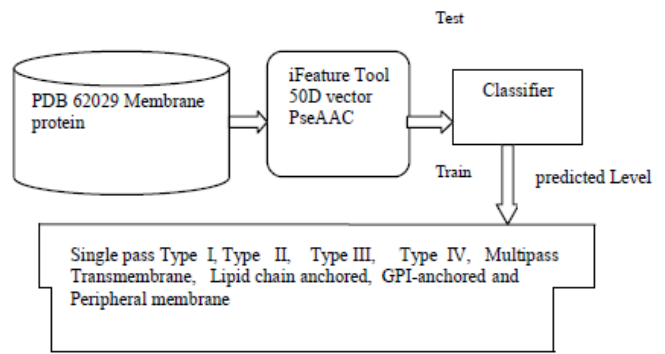 Test
PDB 62029 Membrane
protein
iFeature Tool
50D vector
PseAAC
Classifier
Train
predicted Level
Single pass Type I, Type II, Type III, Type IV, Multipass
Transmembrane, Lipid chain anchored, GPI-anchored and
Peripheral membrane